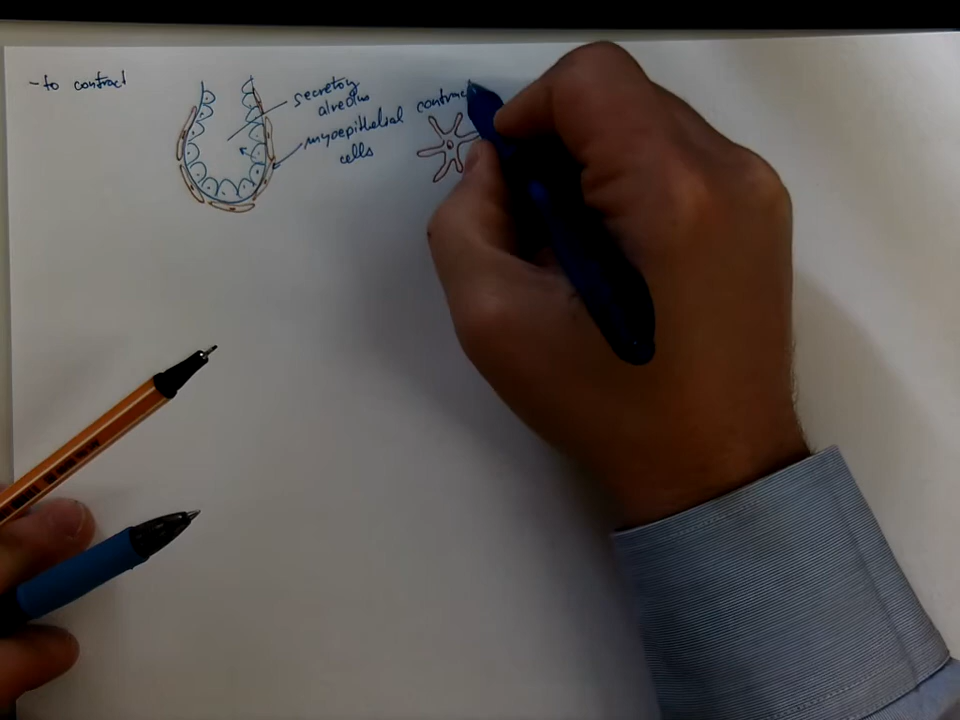 - to contract
secretory
alveolus
myoepithelial
cells
contrac